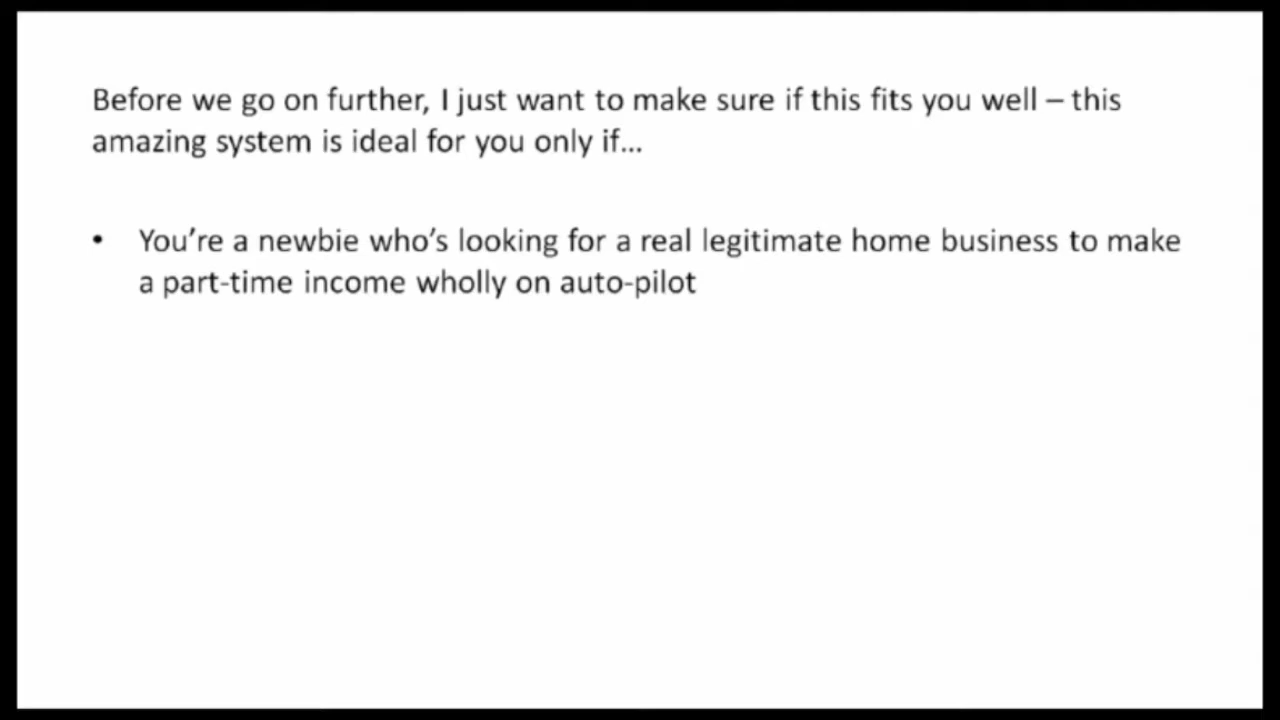 Before we go on further, I just want to make sure if this fits you well – this
amazing system is ideal for you only if...
• You’re a newbie who’s looking for a real legitimate home business to make
a part-time income wholly on auto-pilot